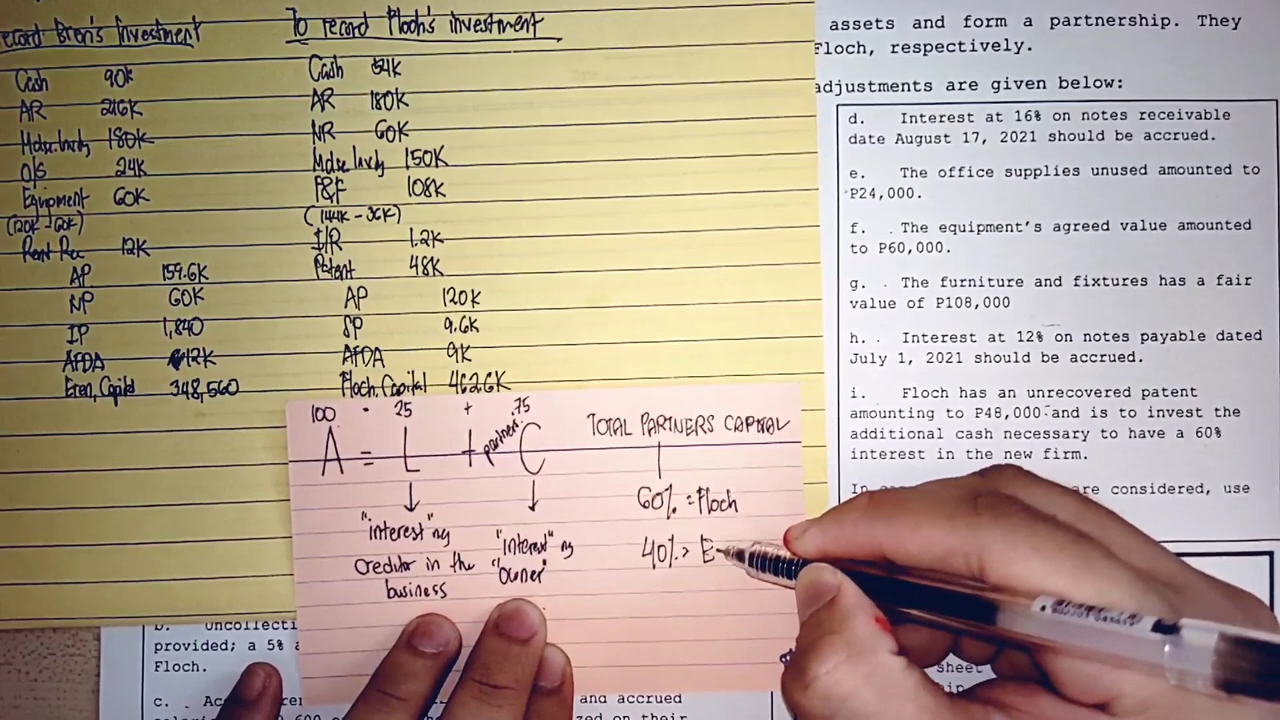 ecord Eren's Investment
Cash 90k
AR 216K
Mdse. Invty 180K
O/S 24K
Equipment 60K
(120K - 60K)
Rent Rec 12K
AP 159.6K
NP 60K
IP 1,840
AFDA 12K
Eren, Capital 348,560
To record Floch's investment
Cash 54K
AR 180K
NR 60K
Mdse. Invty 150K
F&F 108K
(144K - 36K)
I/R 1.2K
Patent 48K
AP 120K
SP 9.6K
AFDA 9K
Floch, Capital 462.6K
100 - 25 + .75
A = L + partners' C
"interest" ng
creditor in the
business
"interest" ng
"owner"
TOTAL PARTNERS CAPITAL
60% = Floch
40% = E
assets and form a partnership. They
Floch, respectively.
adjustments are given below:
d. Interest at 16% on notes receivable
date August 17, 2021 should be accrued.
e. The office supplies unused amounted to
P24,000.
f. The equipment's agreed value amounted
to P60,000.
g. The furniture and fixtures has a fair
value of P108,000
h. Interest at 12% on notes payable dated
July 1, 2021 should be accrued.
i. Floch has an unrecovered patent
amounting to P48,000 and is to invest the
additional cash necessary to have a 60%
interest in the new firm.
are considered, use
b. Uncollecti
provided; a 5% a
Floch.
c.
and accrued
sheet